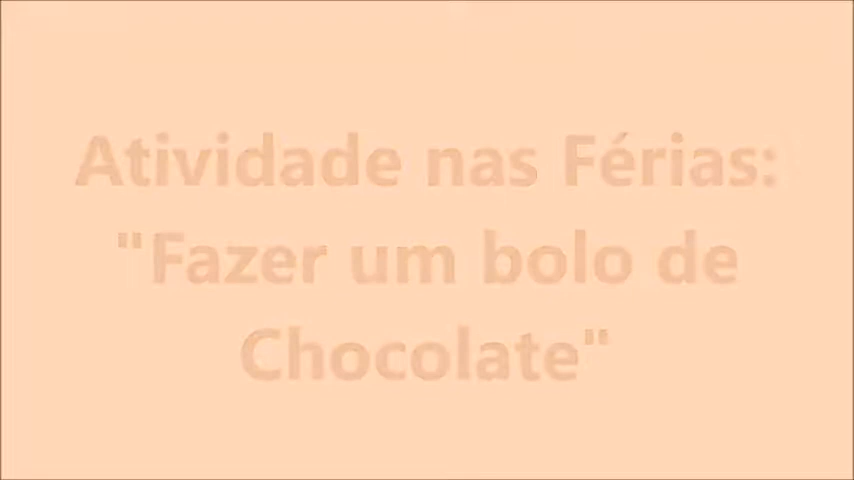 Atividade nas Férias:
"Fazer um bolo de
Chocolate"